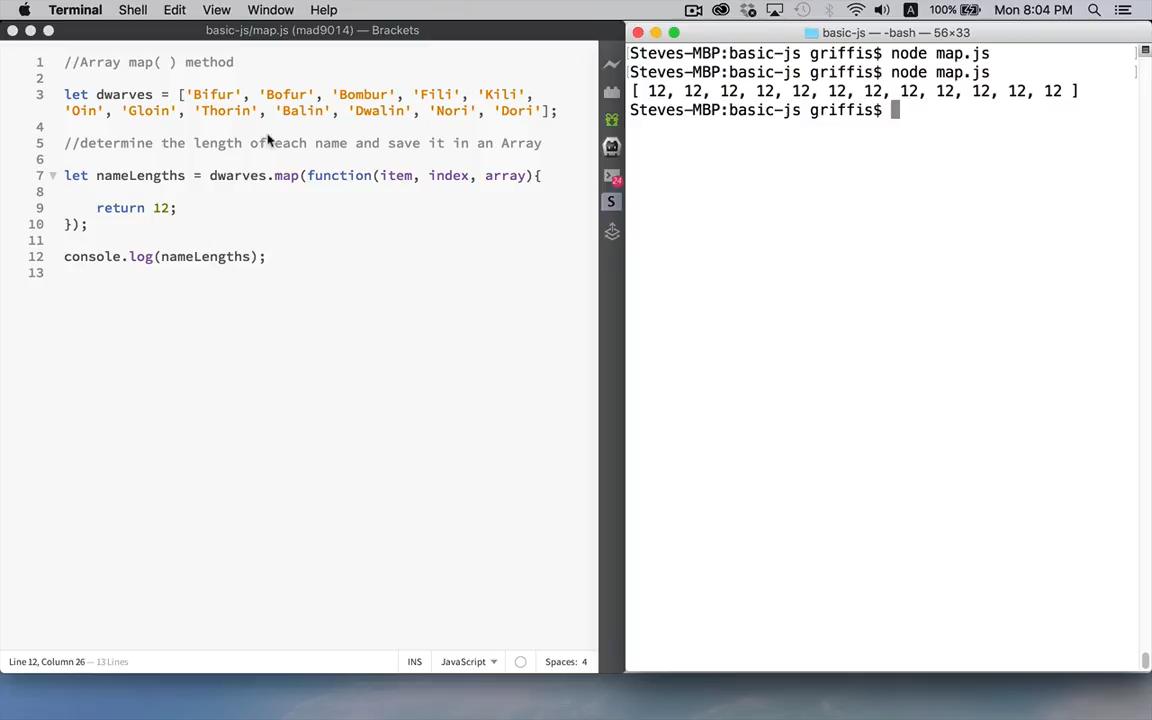 Terminal Shell Edit View Window Help A 100% Mon 8:04 PM
basic-js/map.js (mad9014) — Brackets
basic-js — -bash — 56×33
1 //Array map( ) method
2
3 let dwarves = ['Bifur', 'Bofur', 'Bombur', 'Fili', 'Kili',
'Oin', 'Gloin', 'Thorin', 'Balin', 'Dwalin', 'Nori', 'Dori'];
4
5 //determine the length of each name and save it in an Array
6
7 let nameLengths = dwarves.map(function(item, index, array){
8
9 return 12;
10 });
11
12 console.log(nameLengths);
13
24
S
[Steves-MBP:basic-js griffis$ node map.js ]
[Steves-MBP:basic-js griffis$ node map.js ]
[ 12, 12, 12, 12, 12, 12, 12, 12, 12, 12, 12, 12 ]
Steves-MBP:basic-js griffis$
Line 12, Column 26 — 13 Lines INS JavaScript Spaces: 4